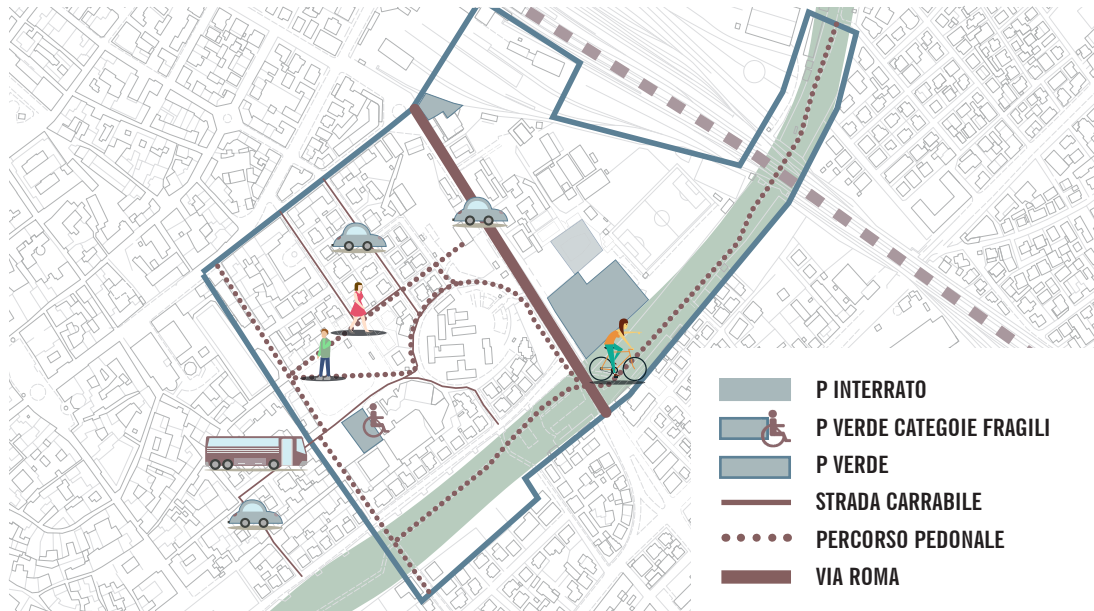 P INTERRATO
P VERDE CATEGOIE FRAGILI
P VERDE
STRADA CARRABILE
PERCORSO PEDONALE
VIA ROMA